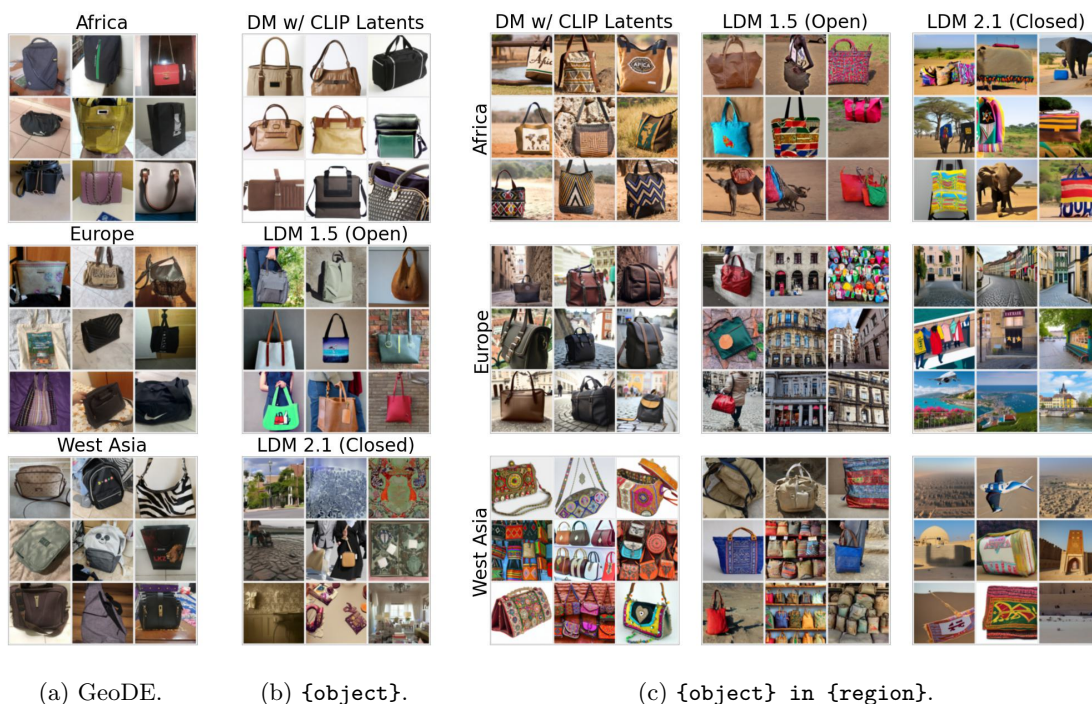 Africa
DM w/ CLIP Latents
DM w/ CLIP Latents
LDM 1.5 (Open)
LDM 2.1 (Closed)
Africa
Europe
LDM 1.5 (Open)
Europe
West Asia
LDM 2.1 (Closed)
West Asia
(a) GeoDE.
(b) {object}.
(c) {object} in {region}.